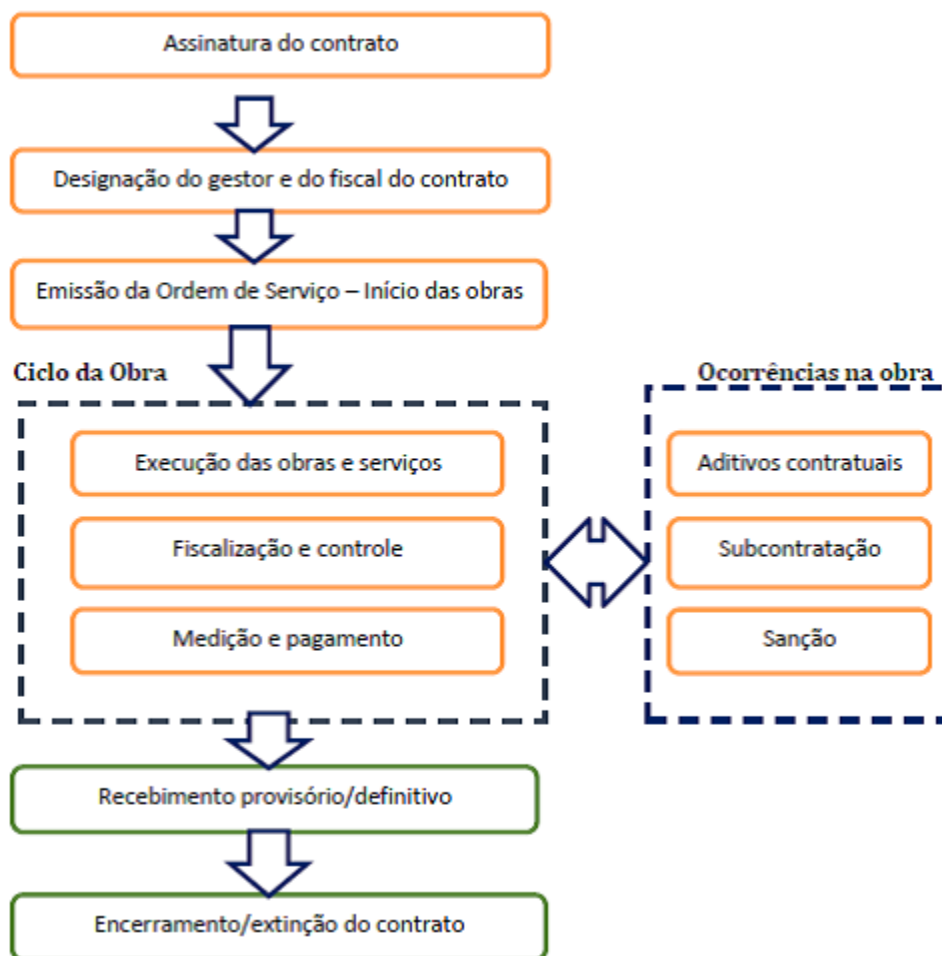 Assinatura do contrato
Designação do gestor e do fiscal do contrato
Emissão da Ordem de Serviço – Início das obras
Ciclo da Obra
Execução das obras e serviços
Fiscalização e controle
Medição e pagamento
Ocorrências na obra
Aditivos contratuais
Subcontratação
Sanção
Recebimento provisório/definitivo
Encerramento/extinção do contrato